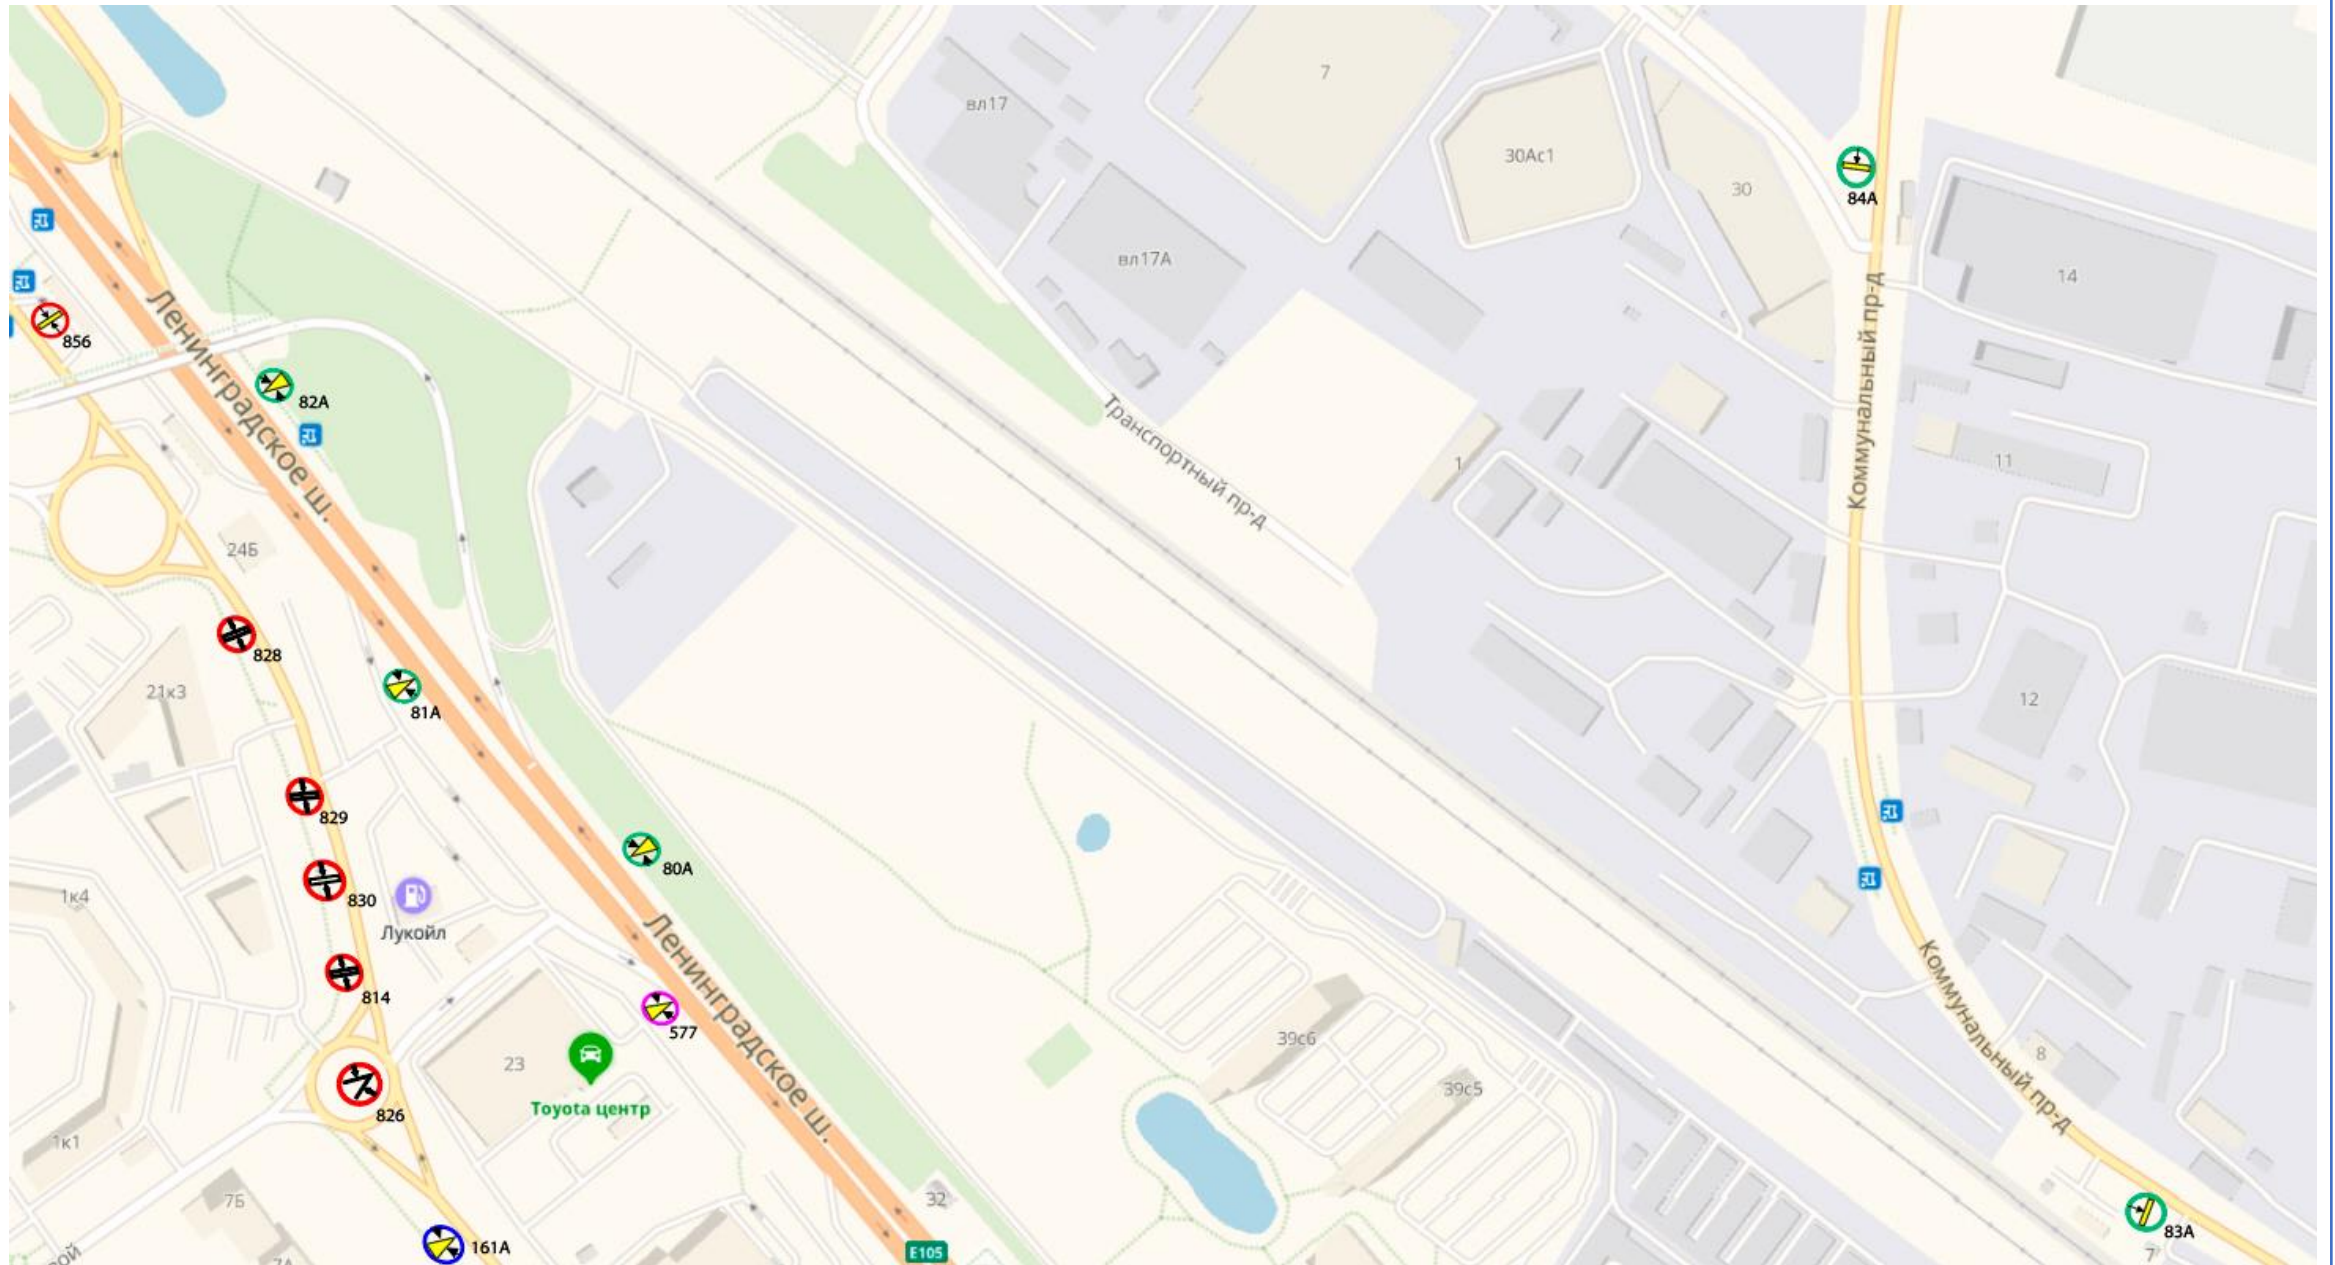 7
вл17
30Ас1
30
84А
вл17А
14
Ленинградское ш.
856
82А
Коммунальный пр-д
Транспортный пр-д
1
11
24Б
828
21к3
81А
12
829
80А
1к4
830
Лукойл
Ленинградское ш.
Коммунальный пр-д
814
577
39с6
23
8
39с5
Toyota центр
826
1к1
7Б
32
161А
E105
83А
7